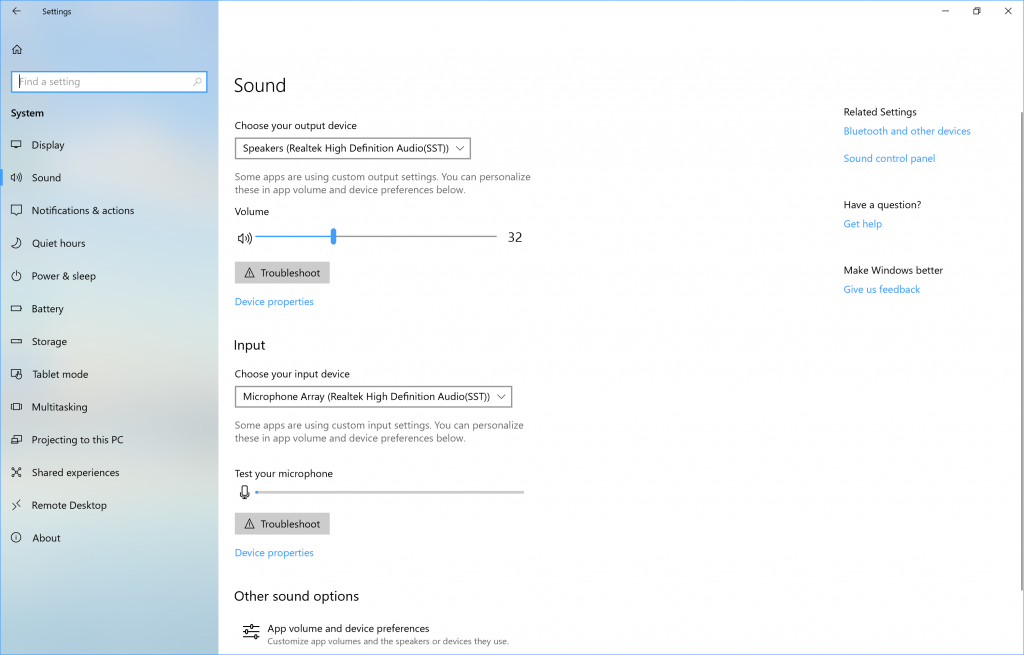 Settings
Find a setting
System
Display
Sound
Notifications & actions
Quiet hours
Power & sleep
Battery
Storage
Tablet mode
Multitasking
Projecting to this PC
Shared experiences
Remote Desktop
About
Sound
Choose your output device
Speakers (Realtek High Definition Audio(SST))
Some apps are using custom output settings. You can personalize
these in app volume and device preferences below.
Volume
32
Troubleshoot
Device properties
Input
Choose your input device
Microphone Array (Realtek High Definition Audio(SST))
Some apps are using custom input settings. You can personalize
these in app volume and device preferences below.
Test your microphone
Troubleshoot
Device properties
Other sound options
App volume and device preferences
Customize app volumes and the speakers or devices they use.
Related Settings
Bluetooth and other devices
Sound control panel
Have a question?
Get help
Make Windows better
Give us feedback